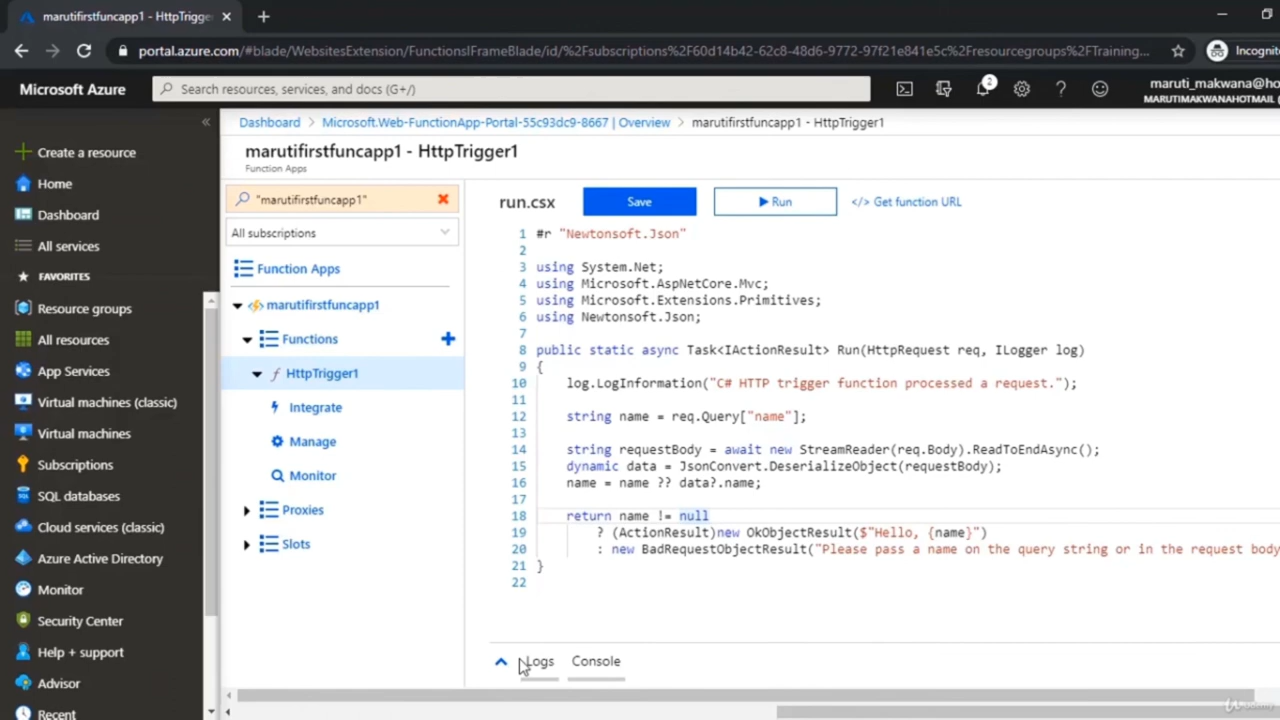 marutifirstfuncapp1 - HttpTrigge
portal.azure.com/#blade/WebsitesExtension/FunctionsIFrameBlade/id/%2Fsubscriptions%2F60d14b42-62c8-48d6-9772-97f21e841e5c%2Fresourcegroups%2FTraining...
Incognit
Microsoft Azure
Search resources, services, and docs (G+/)
2
maruti_makwana@ho
MARUTIMAKWANAHOTMAIL (
Create a resource
Home
Dashboard
All services
FAVORITES
Resource groups
All resources
App Services
Virtual machines (classic)
Virtual machines
Subscriptions
SQL databases
Cloud services (classic)
Azure Active Directory
Monitor
Security Center
Help + support
Advisor
Recent
Dashboard > Microsoft.Web-FunctionApp-Portal-55c93dc9-8667 | Overview > marutifirstfuncapp1 - HttpTrigger1
marutifirstfuncapp1 - HttpTrigger1
Function Apps
"marutifirstfuncapp1"
All subscriptions
Function Apps
marutifirstfuncapp1
Functions
HttpTrigger1
Integrate
Manage
Monitor
Proxies
Slots
run.csx Save Run </> Get function URL
1 #r "Newtonsoft.Json"
2
3 using System.Net;
4 using Microsoft.AspNetCore.Mvc;
5 using Microsoft.Extensions.Primitives;
6 using Newtonsoft.Json;
7
8 public static async Task<IActionResult> Run(HttpRequest req, ILogger log)
9 {
10 log.LogInformation("C# HTTP trigger function processed a request.");
11
12 string name = req.Query["name"];
13
14 string requestBody = await new StreamReader(req.Body).ReadToEndAsync();
15 dynamic data = JsonConvert.DeserializeObject(requestBody);
16 name = name ?? data?.name;
17
18 return name != null
19 ? (ActionResult)new OkObjectResult($"Hello, {name}")
20 : new BadRequestObjectResult("Please pass a name on the query string or in the request body
21 }
22
Logs Console
Udemy